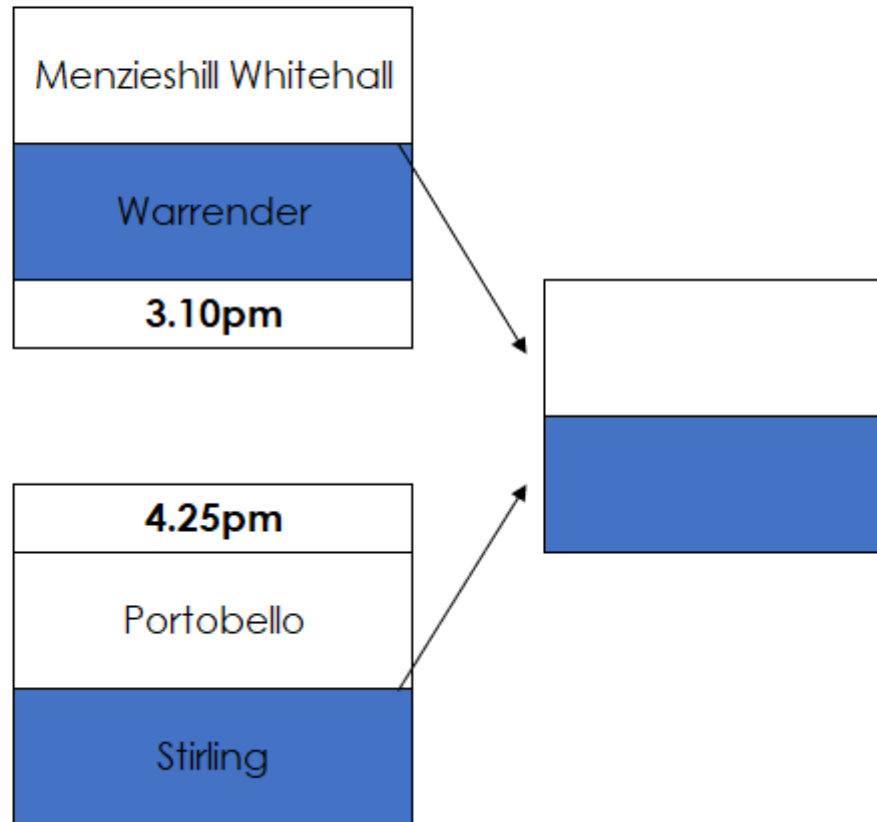 Menzieshill Whitehall
Warrender
3.10pm
4.25pm
Portobello
Stirling